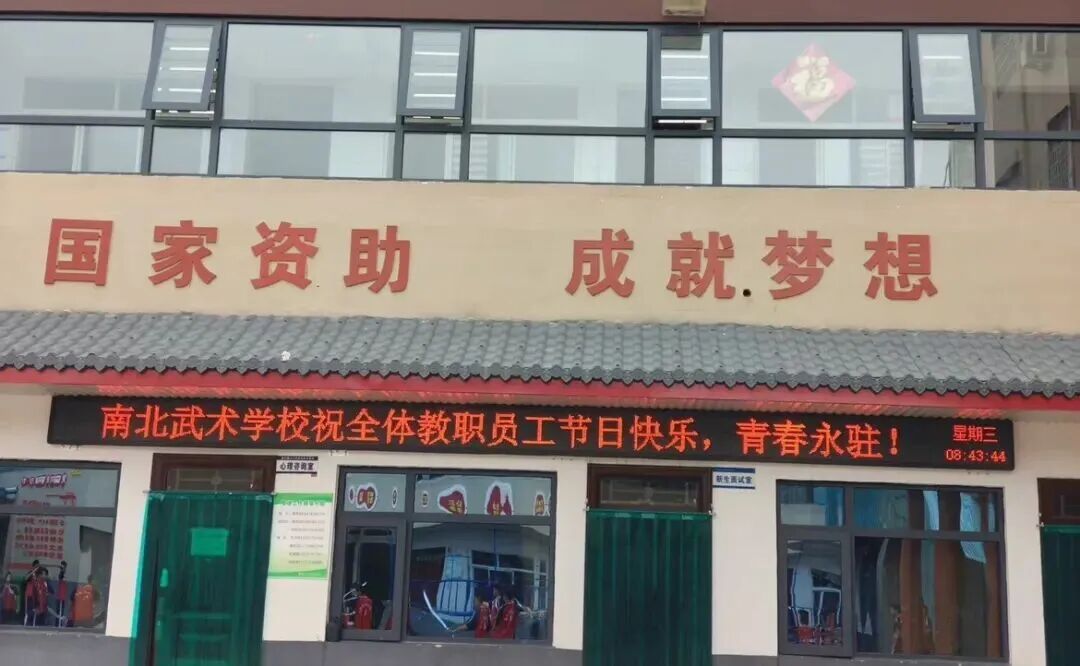 福
国家资助 成就梦想
南北武术学校祝全体教职员工节日快乐，青春永驻！
星期三
08:43:44
心理咨询室
新生面试室